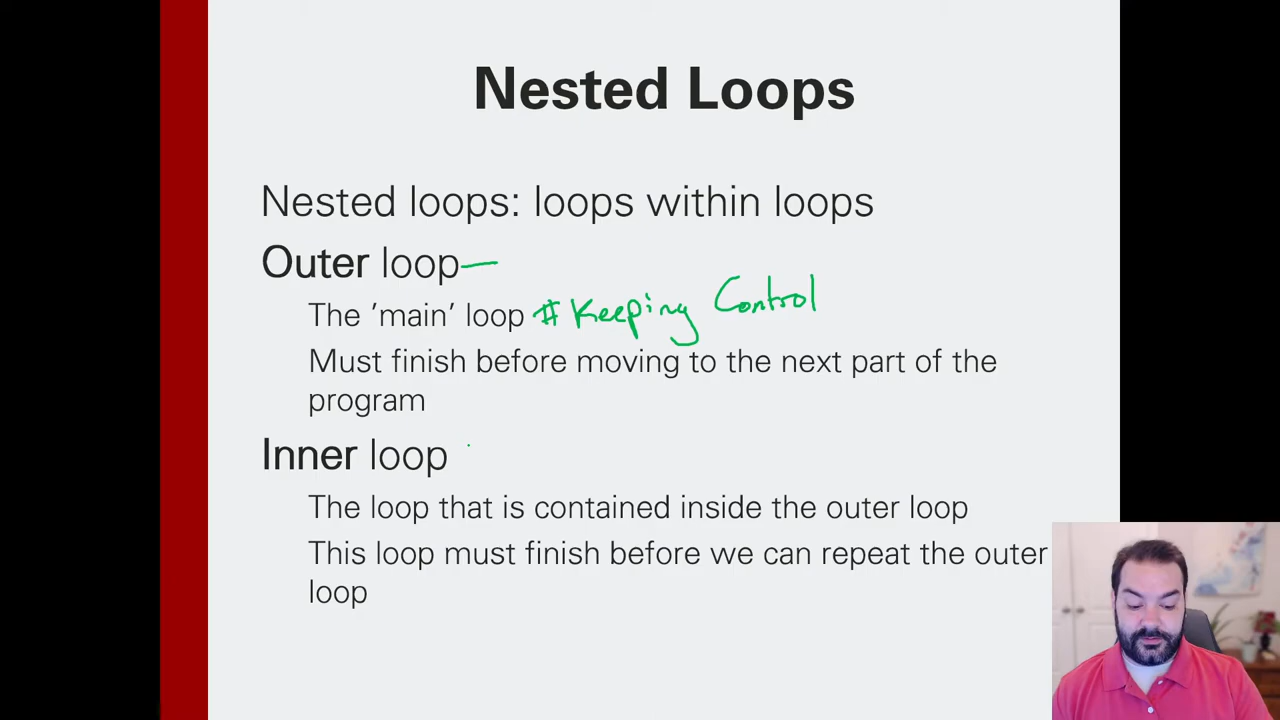 Nested Loops
Nested loops: loops within loops
Outer loop —
The ’main’ loop # Keeping Control
Must finish before moving to the next part of the
program
Inner loop
The loop that is contained inside the outer loop
This loop must finish before we can repeat the outer
loop